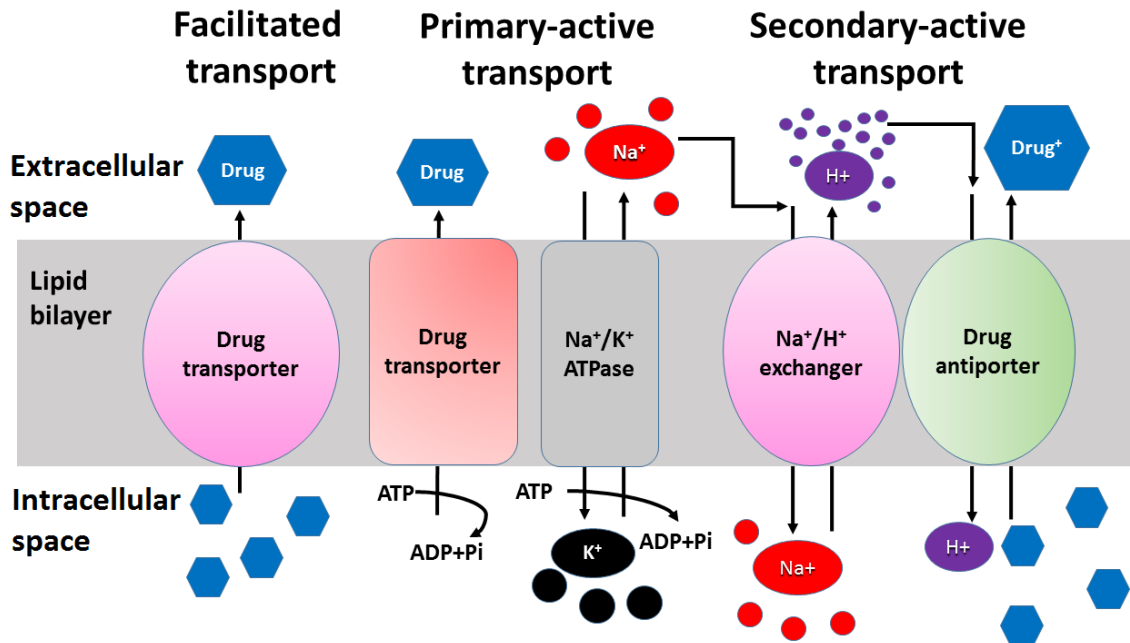 Facilitated
transport
Primary-active
transport
Secondary-active
transport
Extracellular
space
Drug
Drug
Na⁺
H+
Drug⁺
Lipid
bilayer
Drug
transporter
Drug
transporter
Na⁺/K⁺
ATPase
Na⁺/H⁺
exchanger
Drug
antiporter
Intracellular
space
ATP
ADP+Pi
ATP
ADP+Pi
K⁺
Na+
H+